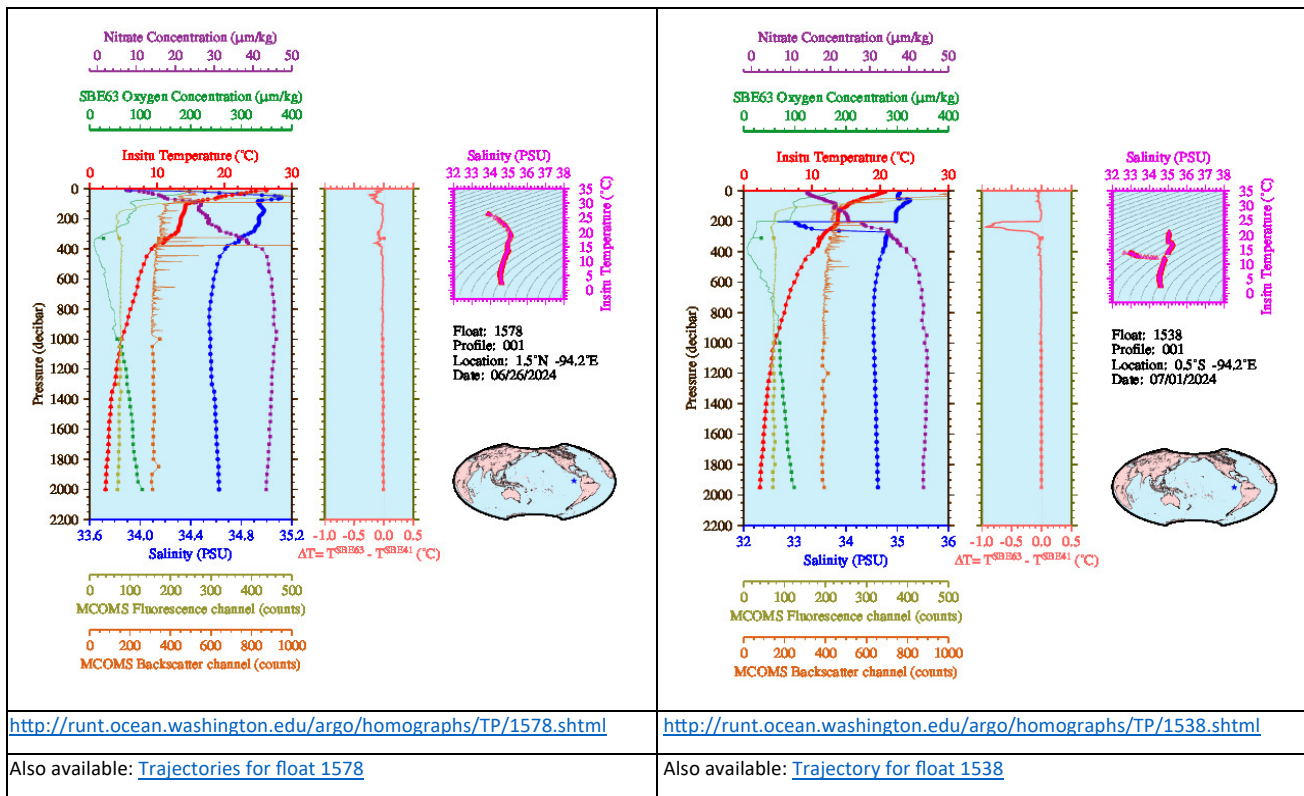 Nitrate Concentration (µm/kg)
0 10 20 30 40 50
SBE63 Oxygen Concentration (µm/kg)
0 100 200 300 400
Insitu Temperature (°C)
0 10 20 30
Pressure (decibar)
0
200
400
600
800
1000
1200
1400
1600
1800
2000
2200
33.6 34.0 34.4 34.8 35.2
Salinity (PSU)
-1.0 -0.5 0.0 0.5
ΔT= T^SBE63 - T^SBE41 (°C)
0 100 200 300 400 500
MCOMS Fluorescence channel (counts)
0 200 400 600 800 1000
MCOMS Backscatter channel (counts)
Salinity (PSU)
32 33 34 35 36 37 38
35
30
25
20
15
10
5
0
Insitu Temperature (°C)
Float: 1578
Profile: 001
Location: 1.5°N -94.2°E
Date: 06/26/2024
http://runt.ocean.washington.edu/argo/homographs/TP/1578.shtml
Also available: Trajectories for float 1578
Nitrate Concentration (µm/kg)
0 10 20 30 40 50
SBE63 Oxygen Concentration (µm/kg)
0 100 200 300 400
Insitu Temperature (°C)
0 10 20 30
Pressure (decibar)
0
200
400
600
800
1000
1200
1400
1600
1800
2000
2200
32 33 34 35 36
Salinity (PSU)
-1.0 -0.5 0.0 0.5
ΔT= T^SBE63 - T^SBE41 (°C)
0 100 200 300 400 500
MCOMS Fluorescence channel (counts)
0 200 400 600 800 1000
MCOMS Backscatter channel (counts)
Salinity (PSU)
32 33 34 35 36 37 38
35
30
25
20
15
10
5
0
Insitu Temperature (°C)
Float: 1538
Profile: 001
Location: 0.5°S -94.2°E
Date: 07/01/2024
http://runt.ocean.washington.edu/argo/homographs/TP/1538.shtml
Also available: Trajectory for float 1538